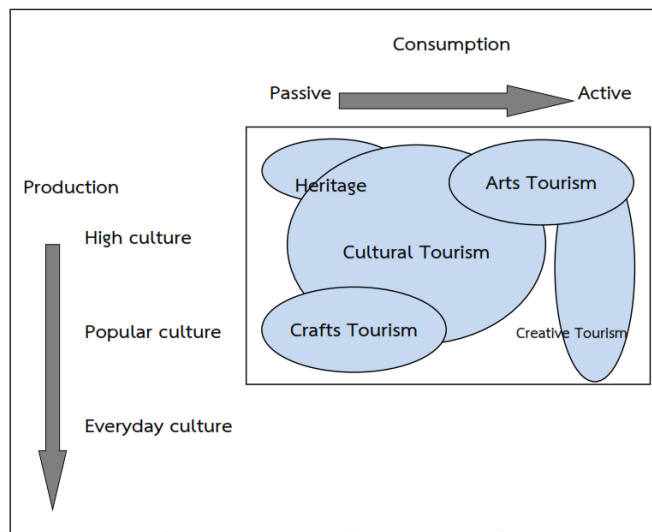 Consumption
Passive
Active
Production
Heritage
Arts Tourism
High culture
Cultural Tourism
Popular culture
Crafts Tourism
Creative Tourism
Everyday culture